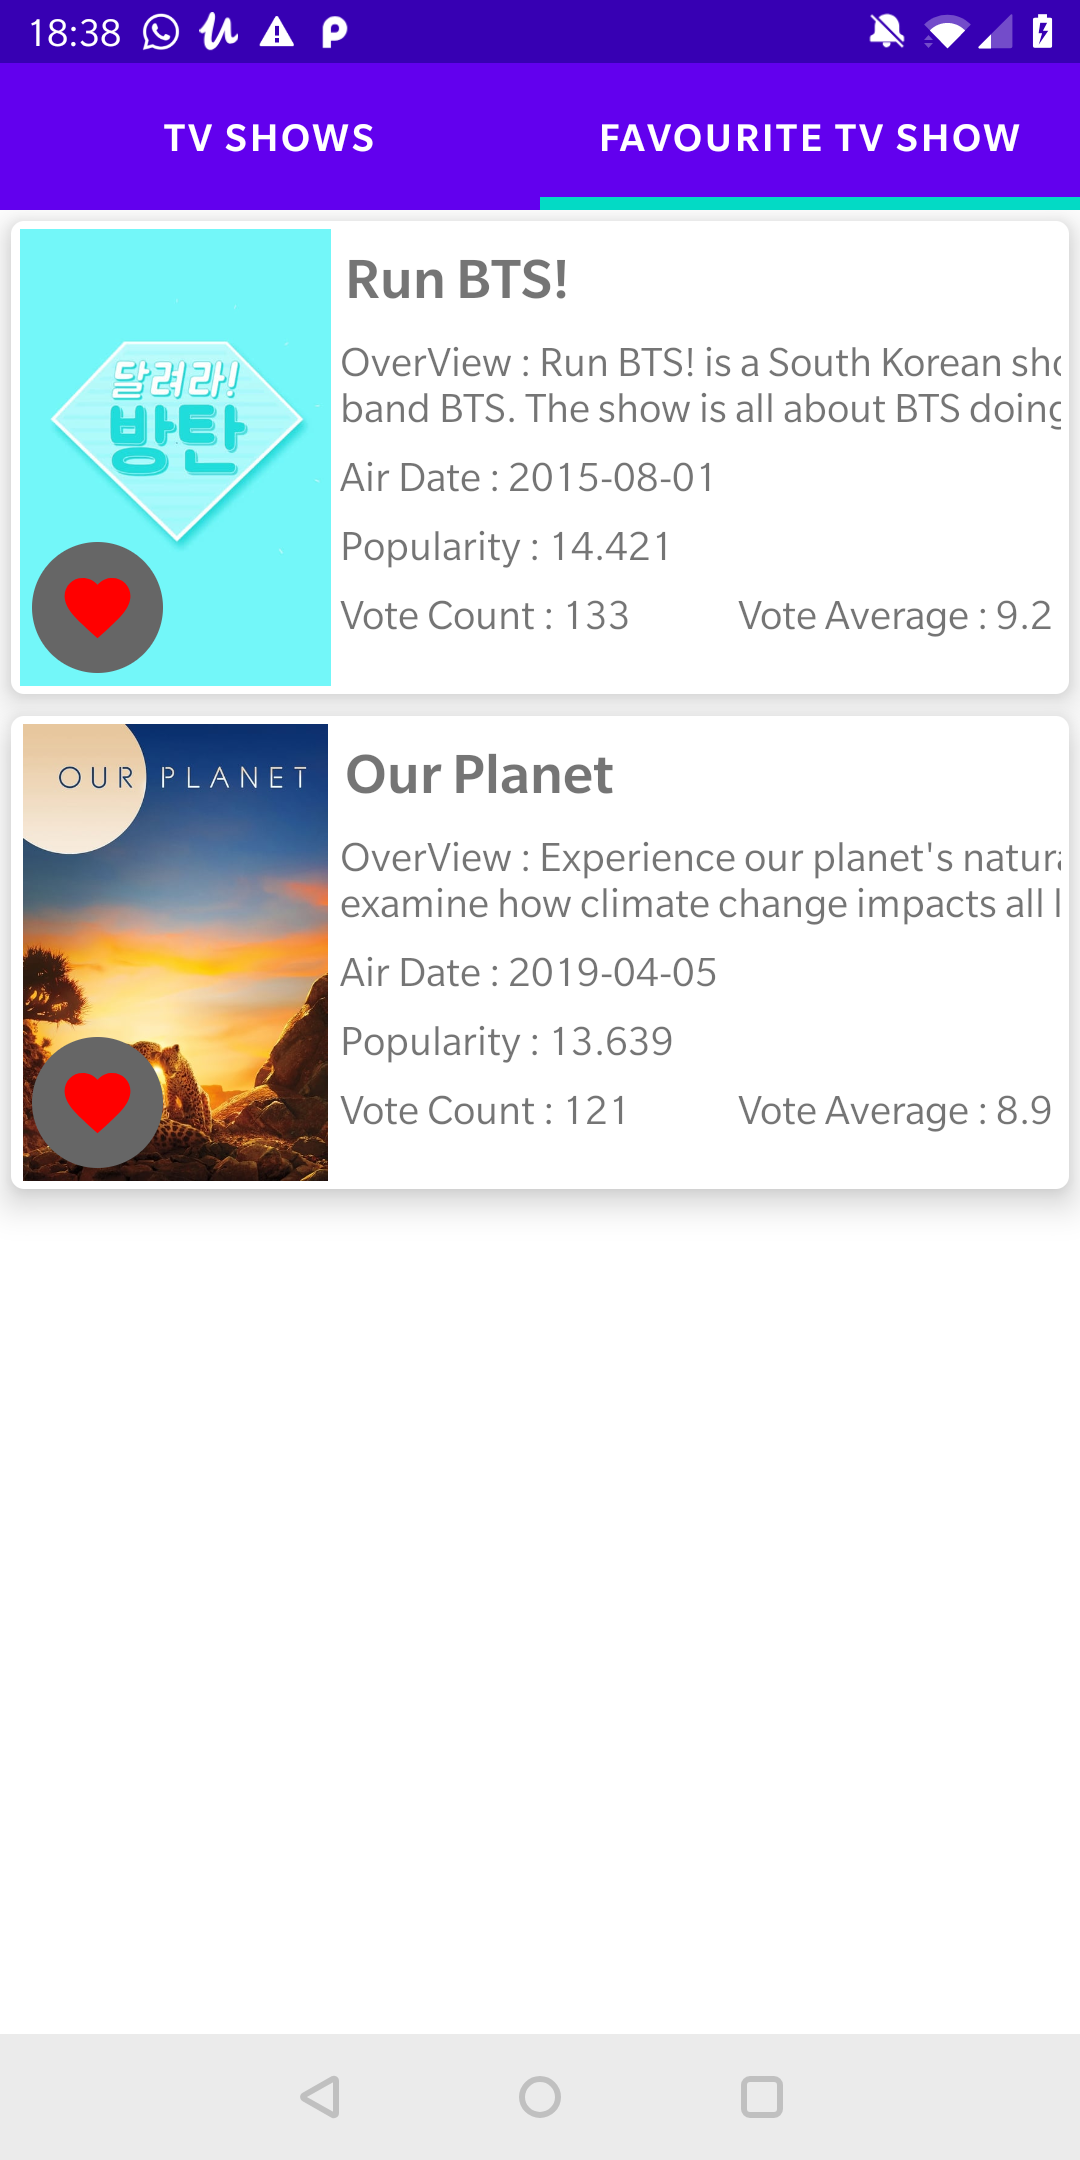 18:38
TV SHOWS
FAVOURITE TV SHOW
달려라!
방탄
Run BTS!
OverView : Run BTS! is a South Korean sho
band BTS. The show is all about BTS doing
Air Date : 2015-08-01
Popularity : 14.421
Vote Count : 133
Vote Average : 9.2
OUR PLANET
Our Planet
OverView : Experience our planet's natura
examine how climate change impacts all l
Air Date : 2019-04-05
Popularity : 13.639
Vote Count : 121
Vote Average : 8.9